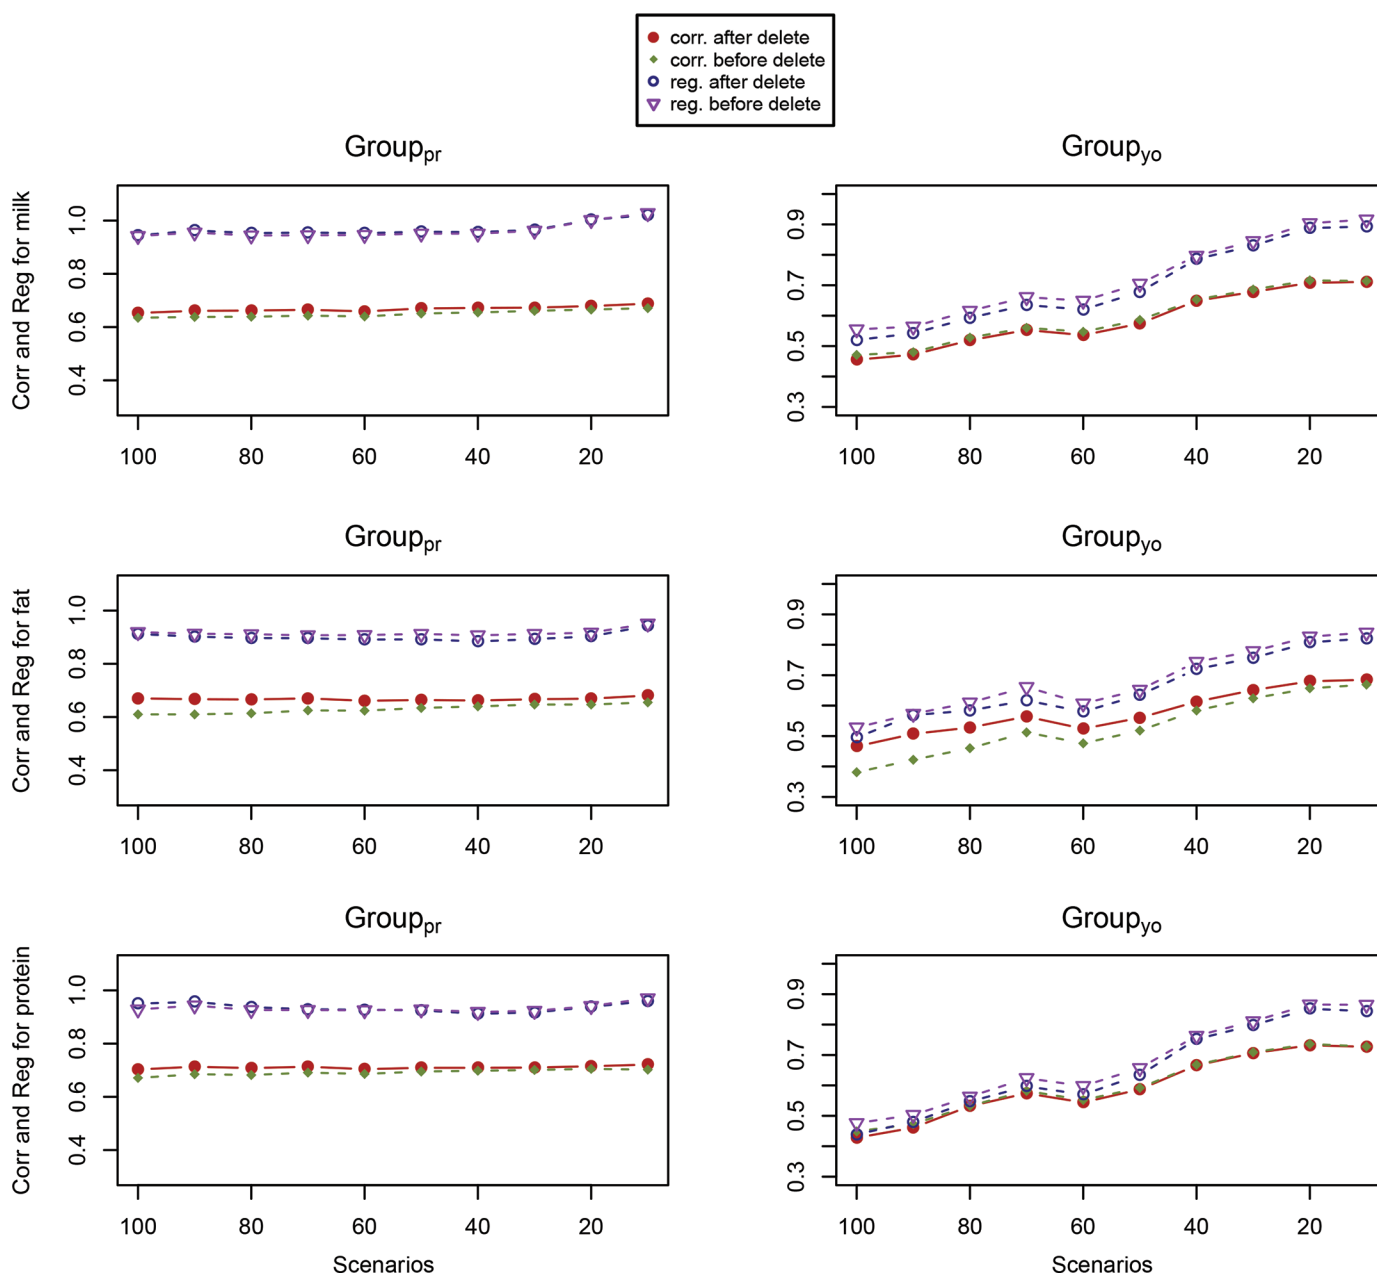 corr. after delete
corr. before delete
reg. after delete
reg. before delete
Group_pr
Group_yo
Corr and Reg for milk
1.0
0.8
0.6
0.4
100 80 60 40 20
0.9
0.7
0.5
0.3
100 80 60 40 20
Group_pr
Group_yo
Corr and Reg for fat
1.0
0.8
0.6
0.4
100 80 60 40 20
0.9
0.7
0.5
0.3
100 80 60 40 20
Group_pr
Group_yo
Corr and Reg for protein
1.0
0.8
0.6
0.4
100 80 60 40 20
Scenarios
0.9
0.7
0.5
0.3
100 80 60 40 20
Scenarios